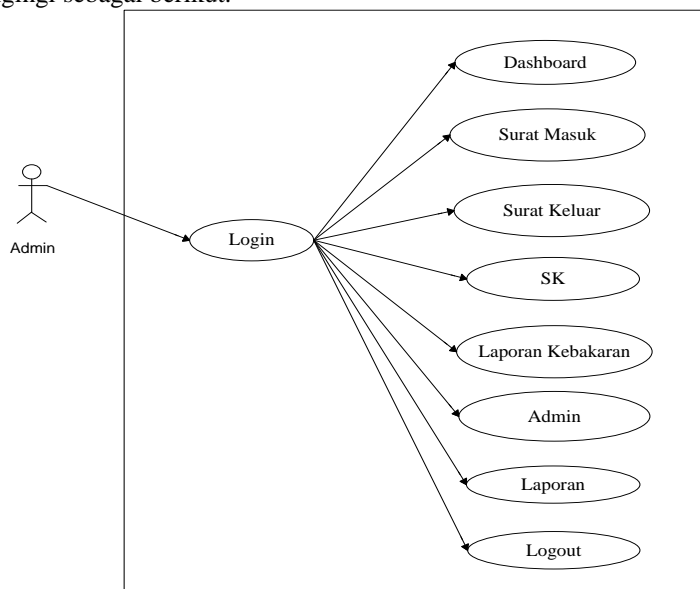 sebagai berikut:
Dashboard
Surat Masuk
Surat Keluar
Login
Admin
SK
Laporan Kebakaran
Admin
Laporan
Logout